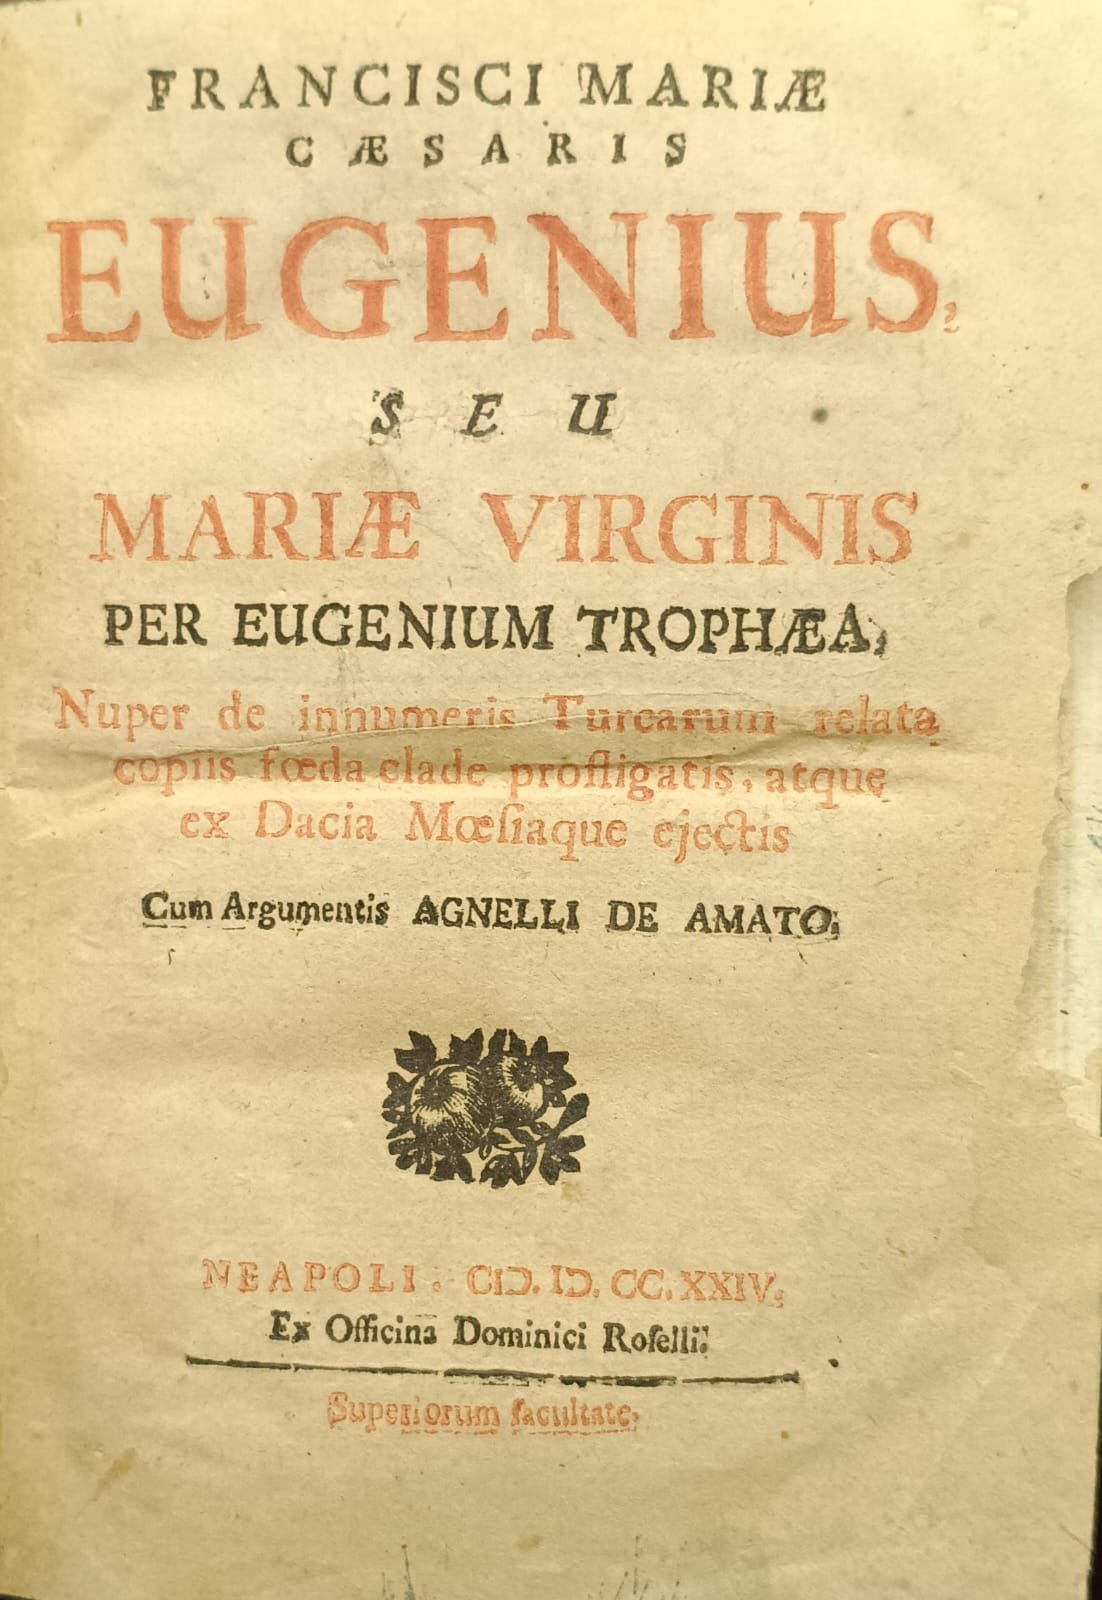 FRANCISCI MARIÆ
CÆSARIS
EUGENIUS,
SEU
MARIÆ VIRGINIS
PER EUGENIUM TROPHÆA,
Nuper de innumeris Turcarum relata
copiis fœda clade profligatis, atque
ex Dacia Mœſiaque ejectis
Cum Argumentis AGNELLI DE AMATO.
NEAPOLI. CIↃ. IↃ. CC. XXIV.
Ex Officina Dominici Roſelli.
Superiorum facultate.